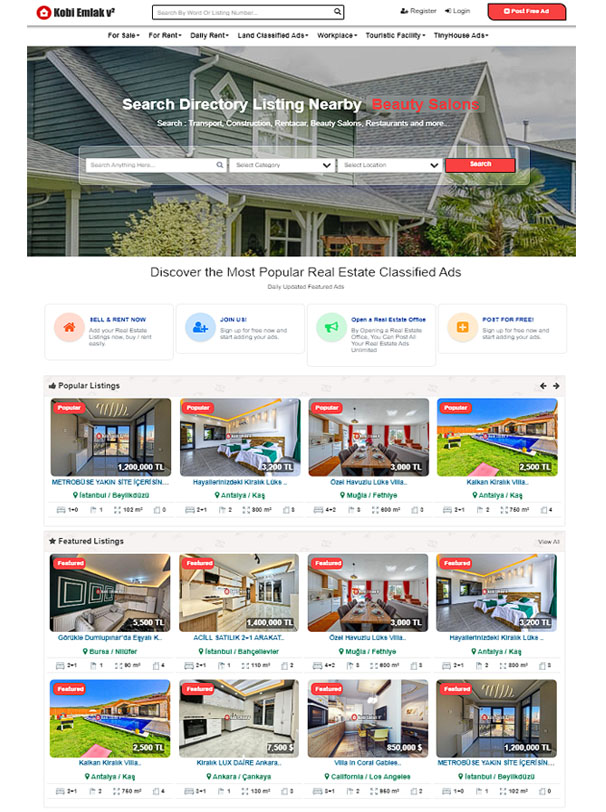 Kobi Emlak v²
Search By Word Or Listing Number...
Register
Login
Post Free Ad
For Sale
For Rent
Daily Rent
Land Classified Ads
Workplace
Touristic Facility
TinyHouse Ads
Search Directory Listing Nearby Beauty Salons
Search : Transport, Construction, Rentacar, Beauty Salons, Restaurants and more..
Search Anything Here...
Select Category
Select Location
Search
Discover the Most Popular Real Estate Classified Ads
Daily Updated Featured Ads
SELL & RENT NOW
Add your Real Estate
Listings now, buy / rent
easily.
JOIN US!
Sign up for free now and
start adding your ads.
Open a Real Estate Office
By Opening a Real Estate
Office, You Can Post All
Your Real Estate Ads
Unlimited
POST FOR FREE!
Sign up for free now and
start adding your ads.
Popular Listings
Popular
1,200,000 TL
METROBÜSE YAKIN SİTE İÇERİSİN...
İstanbul / Beylikdüzü
1+0 1 102 m² 0
Popular
3,200 TL
Hayallerinizdeki Kiralık Lüks ..
Antalya / Kaş
2+1 2 300 m² 3
Popular
3,000 TL
Özel Havuzlu Lüks Villa..
Muğla / Fethiye
4+2 3 600 m² 3
Popular
2,500 TL
Kalkan Kiralık Villa..
Antalya / Kaş
2+1 2 750 m² 4
Featured Listings
View All
Featured
5,500 TL
Görükle Dumlupınar'da Eşyalı K..
Bursa / Nilüfer
2+1 1 90 m² 4
Featured
1,400,000 TL
ACİLL SATILIK 2+1 ARAKAT..
İstanbul / Bahçelievler
2+1 1 110 m² 2
Featured
3,000 TL
Özel Havuzlu Lüks Villa..
Muğla / Fethiye
4+2 3 600 m² 3
Featured
3,200 TL
Hayallerinizdeki Kiralık Lüks ..
Antalya / Kaş
2+1 2 300 m² 3
Featured
2,500 TL
Kalkan Kiralık Villa..
Antalya / Kaş
2+1 2 750 m² 4
Featured
7,500 $
Kiralık LUX DAİRE Ankara..
Ankara / Çankaya
3+1 1 130 m² 3
Featured
850,000 $
Villa in Coral Gables..
California / Los Angeles
2
Featured
1,200,000 TL
METROBÜSE YAKIN SİTE İÇERİSİN..
İstanbul / Beylikdüzü
1+0 1 102 m² 0